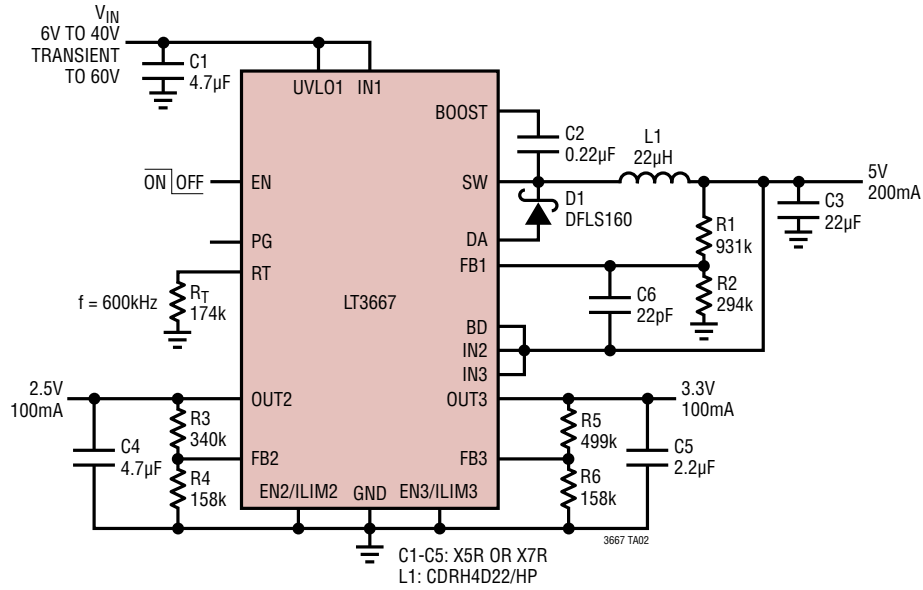 VIN
6V TO 40V
TRANSIENT
TO 60V
C1
4.7µF
UVLO1
IN1
BOOST
C2
0.22µF
L1
22µH
ON OFF
EN
SW
5V
200mA
D1
DFLS160
C3
22µF
R1
931k
PG
DA
RT
FB1
f = 600kHz
RT
174k
LT3667
C6
22pF
R2
294k
BD
IN2
IN3
2.5V
100mA
OUT2
OUT3
3.3V
100mA
R3
340k
R5
499k
C4
4.7µF
FB2
FB3
C5
2.2µF
R4
158k
R6
158k
EN2/ILIM2
GND
EN3/ILIM3
3667 TA02
C1-C5: X5R OR X7R
L1: CDRH4D22/HP